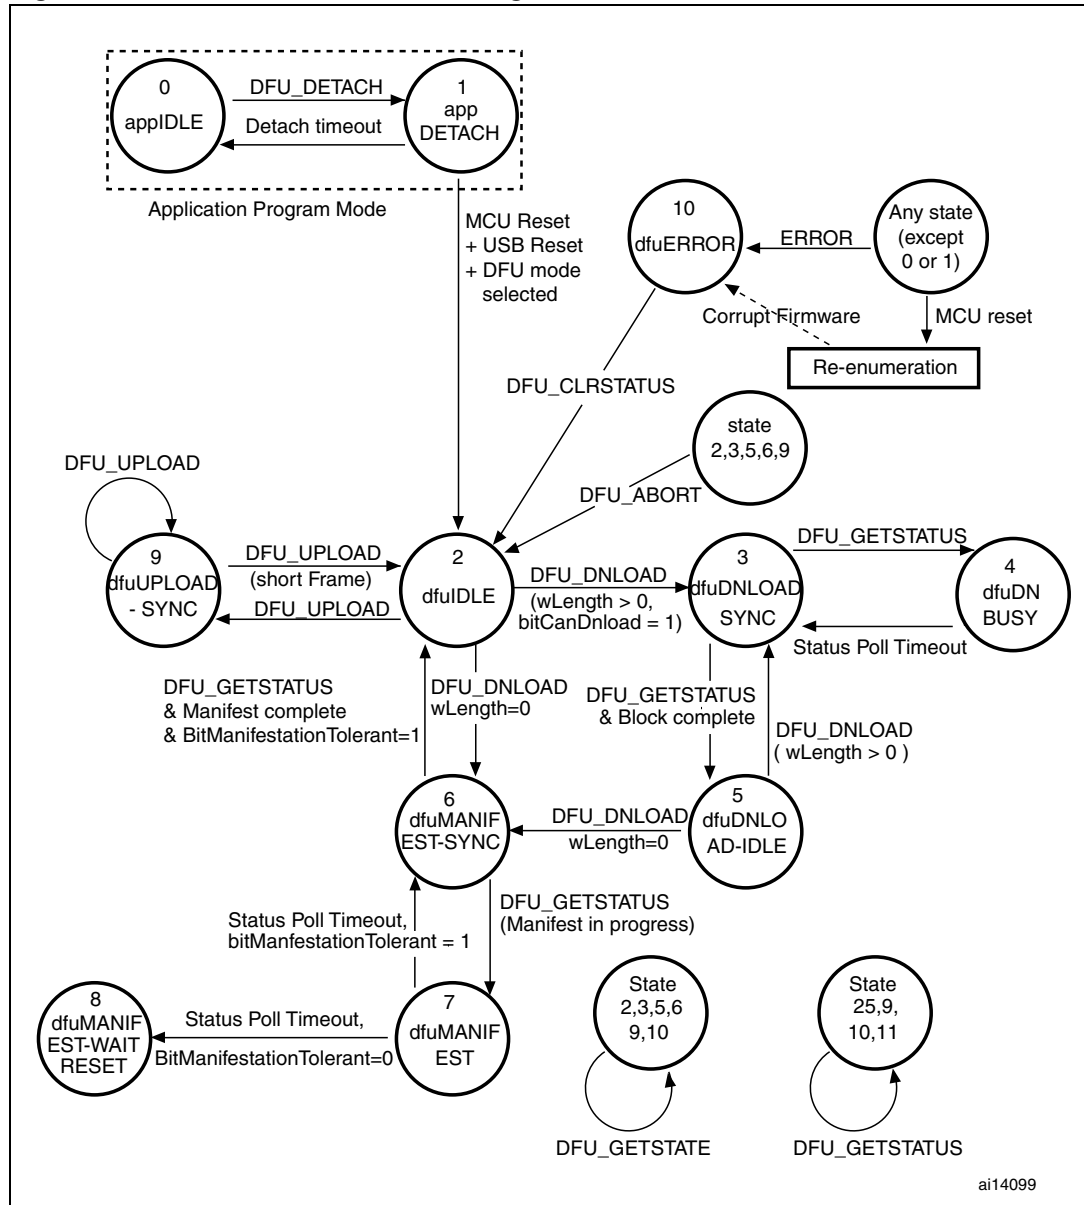 0
appIDLE
DFU_DETACH
Detach timeout
1
app
DETACH
Application Program Mode
MCU Reset
+ USB Reset
+ DFU mode
selected
10
dfuERROR
ERROR
Any state
(except
0 or 1)
Corrupt Firmware
MCU reset
Re-enumeration
DFU_CLRSTATUS
state
2,3,5,6,9
DFU_ABORT
DFU_UPLOAD
9
dfuUPLOAD
- SYNC
DFU_UPLOAD
(short Frame)
DFU_UPLOAD
2
dfuIDLE
DFU_DNLOAD
(wLength > 0,
bitCanDnload = 1)
3
dfuDNLOAD
SYNC
DFU_GETSTATUS
Status Poll Timeout
4
dfuDN
BUSY
DFU_GETSTATUS
& Manifest complete
& BitManifestationTolerant=1
DFU_DNLOAD
wLength=0
DFU_GETSTATUS
& Block complete
DFU_DNLOAD
( wLength > 0 )
6
dfuMANIF
EST-SYNC
DFU_DNLOAD
wLength=0
5
dfuDNLO
AD-IDLE
Status Poll Timeout,
bitManfestationTolerant = 1
DFU_GETSTATUS
(Manifest in progress)
8
dfuMANIF
EST-WAIT
RESET
Status Poll Timeout,
BitManifestationTolerant=0
7
dfuMANIF
EST
State
2,3,5,6
9,10
DFU_GETSTATE
State
25,9,
10,11
DFU_GETSTATUS
ai14099